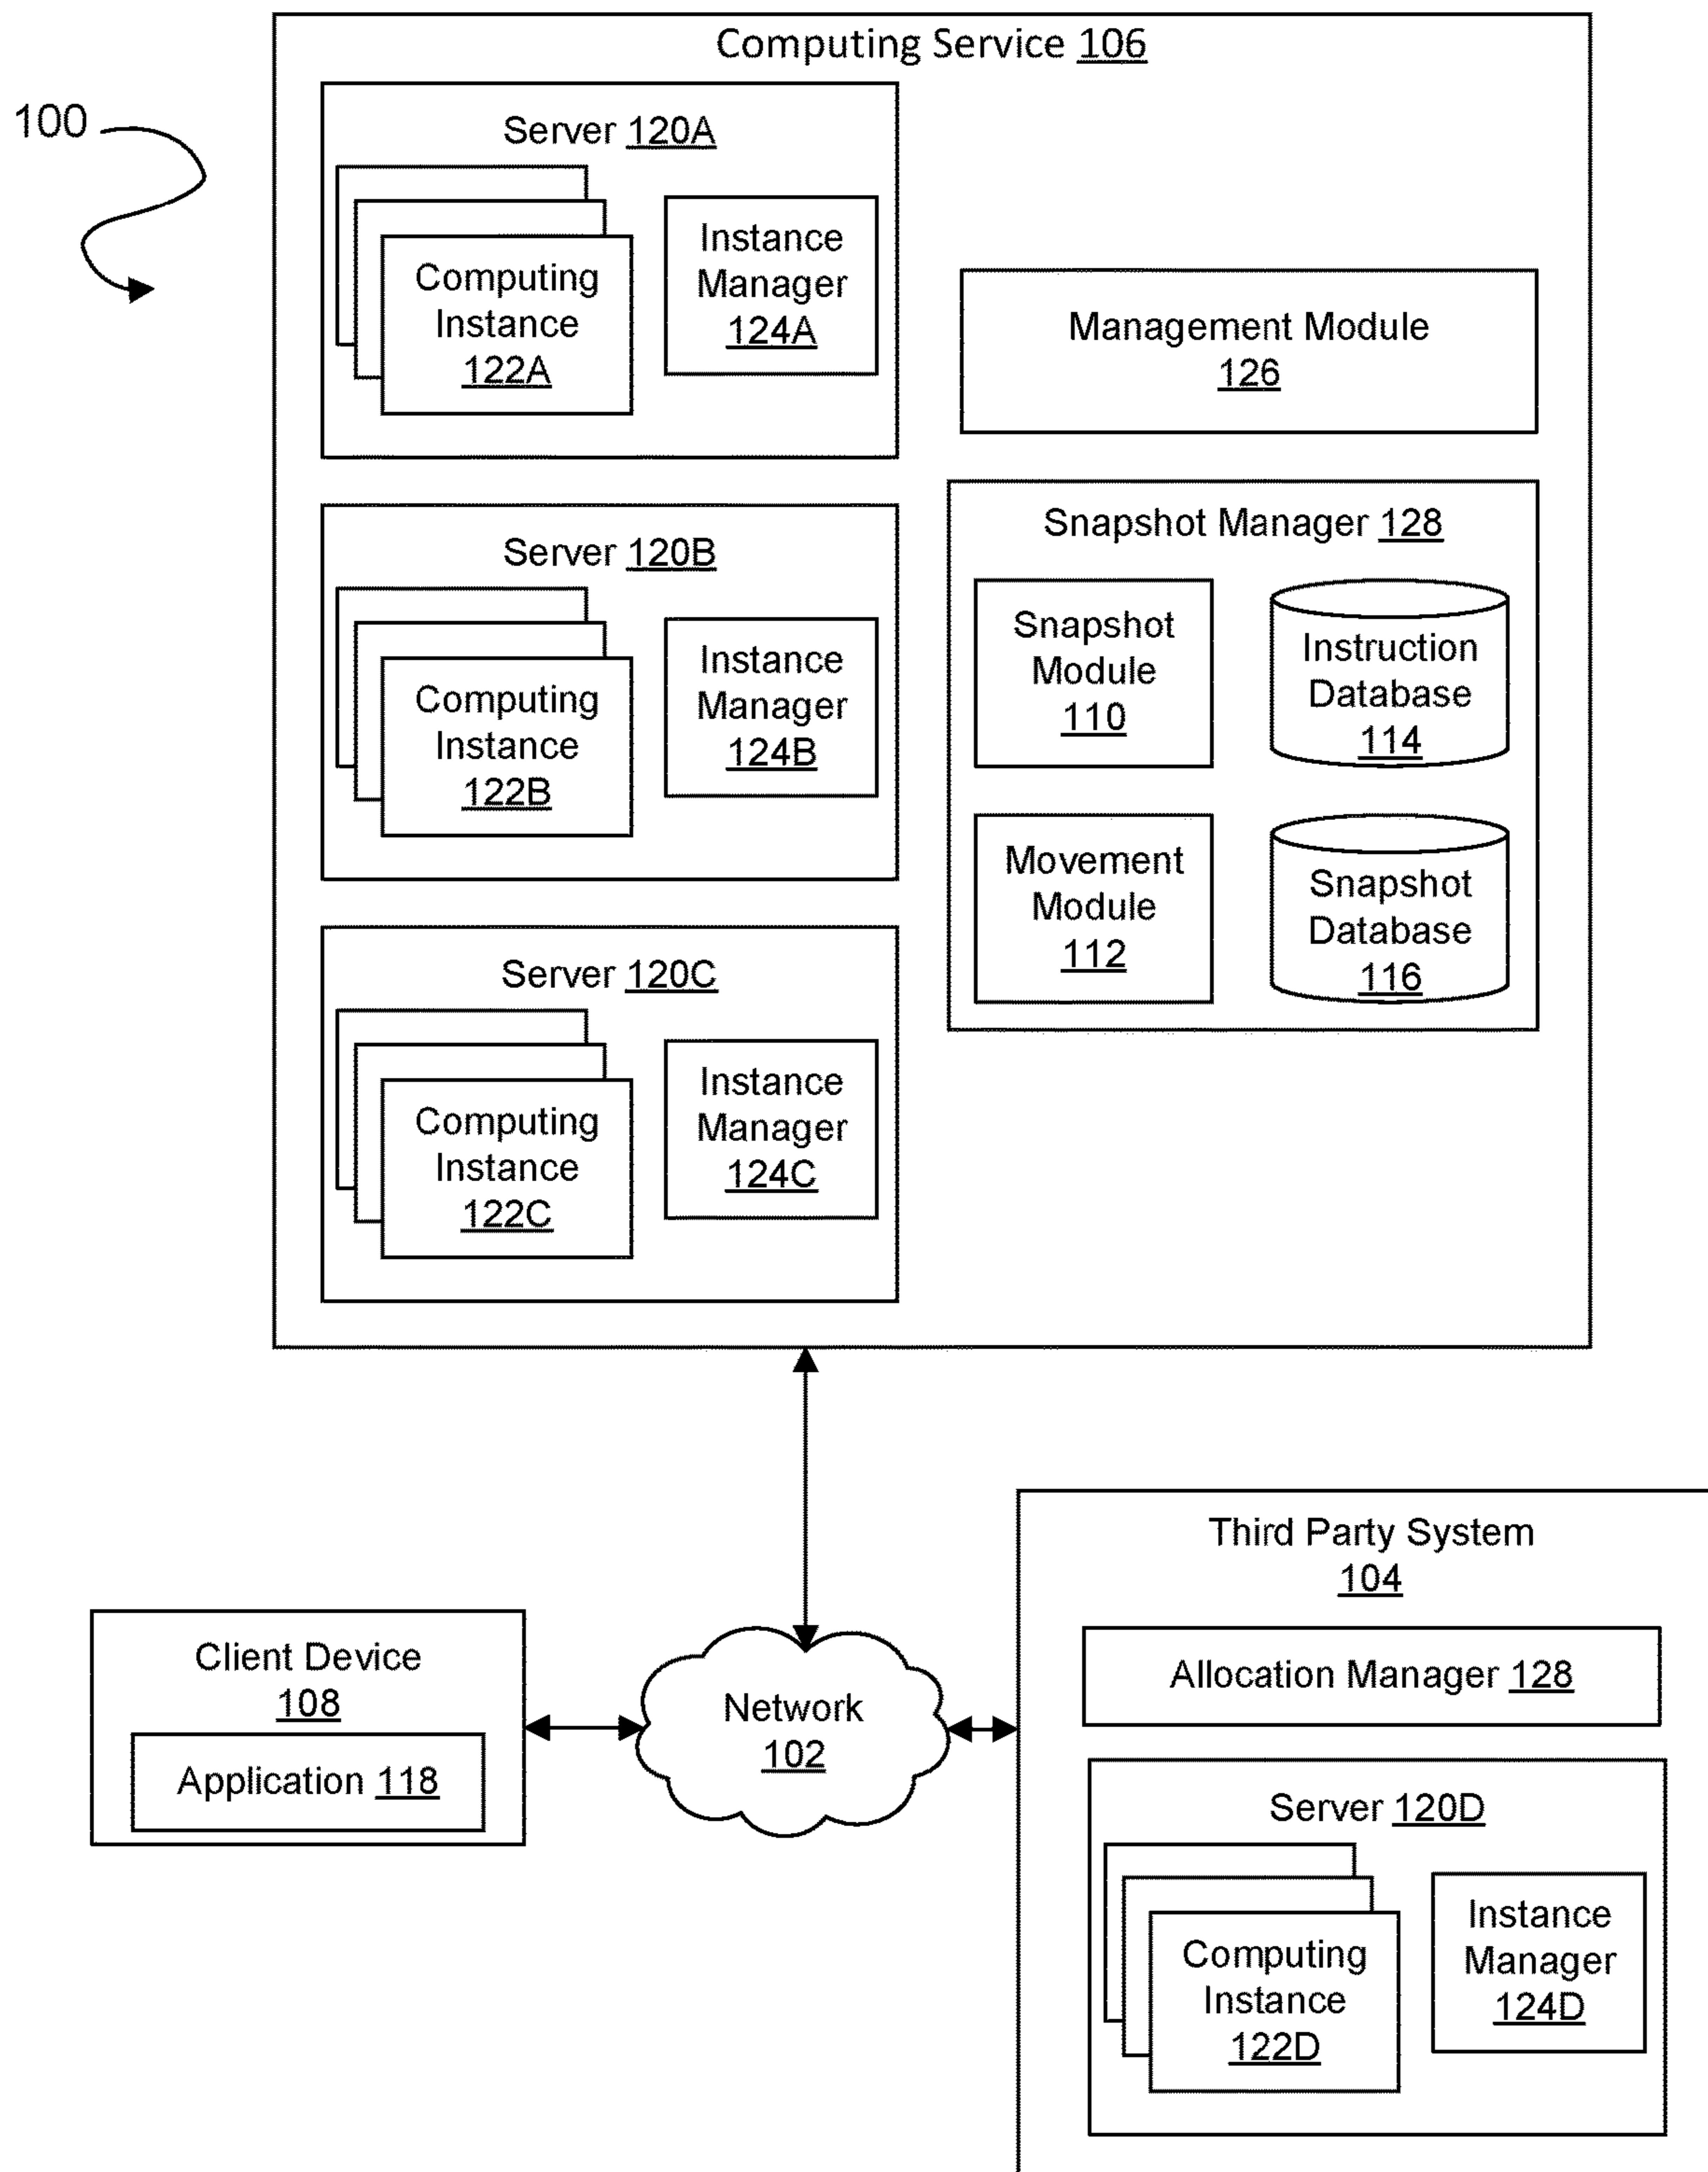 Computing Service 106
100
Server 120A
Computing
Instance
122A
Instance
Manager
124A
Management Module
126
Server 120B
Computing
Instance
122B
Instance
Manager
124B
Snapshot Manager 128
Snapshot
Module
110
Instruction
Database
114
Movement
Module
112
Snapshot
Database
116
Server 120C
Computing
Instance
122C
Instance
Manager
124C
Client Device
108
Application 118
Network
102
Third Party System
104
Allocation Manager 128
Server 120D
Computing
Instance
122D
Instance
Manager
124D